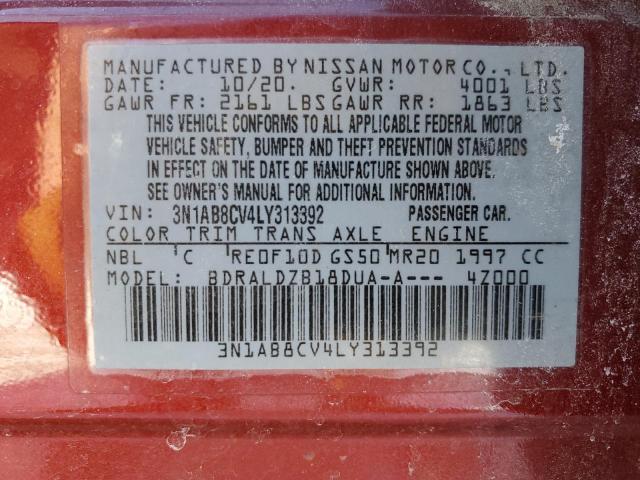 MANUFACTURED BY NISSAN MOTOR CO., LTD.
DATE: 10/20. GVWR: 4001 LBS
GAWR FR: 2161 LBS GAWR RR: 1863 LBS
THIS VEHICLE CONFORMS TO ALL APPLICABLE FEDERAL MOTOR
VEHICLE SAFETY, BUMPER AND THEFT PREVENTION STANDARDS
IN EFFECT ON THE DATE OF MANUFACTURE SHOWN ABOVE.
SEE OWNER'S MANUAL FOR ADDITIONAL INFORMATION.
VIN: 3N1AB8CV4LY313392 PASSENGER CAR.
COLOR TRIM TRANS AXLE ENGINE
NBL C RE0F10D GS50 MR20 1997 CC
MODEL: BDRALDZB18DUA-A--- 4Z000
3N1AB8CV4LY313392